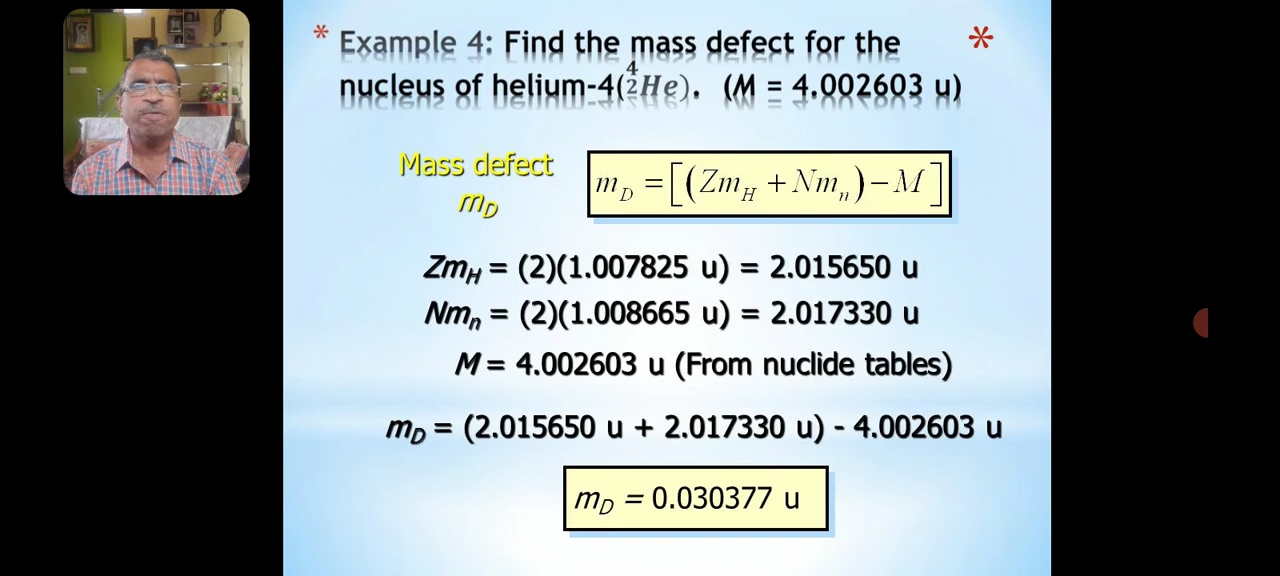 * Example 4: Find the mass defect for the *
nucleus of helium-4(⁴₂He). (M = 4.002603 u)
Mass defect
m_D
m_D = [(Zm_H + Nm_n) – M]
Zm_H = (2)(1.007825 u) = 2.015650 u
Nm_n = (2)(1.008665 u) = 2.017330 u
M = 4.002603 u (From nuclide tables)
m_D = (2.015650 u + 2.017330 u) - 4.002603 u
m_D = 0.030377 u